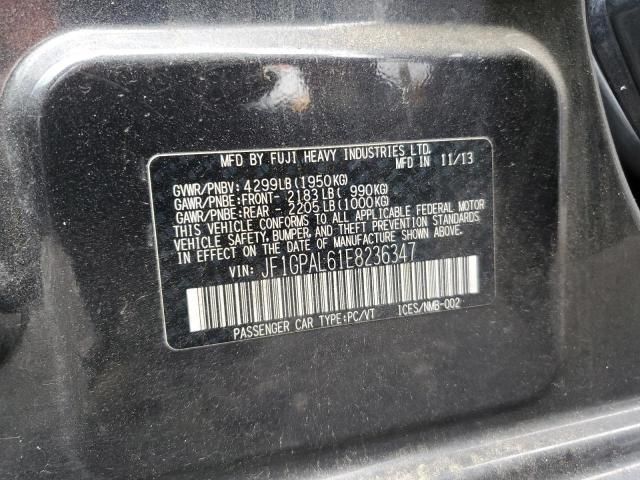 MFD BY FUJI HEAVY INDUSTRIES LTD.
MFD IN 11/13
GVWR/PNBV: 4299LB(1950KG)
GAWR/PNBE:FRONT- 2183LB( 990KG)
GAWR/PNBE:REAR - 2205LB(1000KG)
THIS VEHICLE CONFORMS TO ALL APPLICABLE FEDERAL MOTOR
VEHICLE SAFETY, BUMPER, AND THEFT PREVENTION STANDARDS
IN EFFECT ON THE DATE OF MANUFACTURE SHOWN ABOVE.
VIN: JF1GPAL61E8236347
PASSENGER CAR TYPE:PC/VT ICES/NMB-002